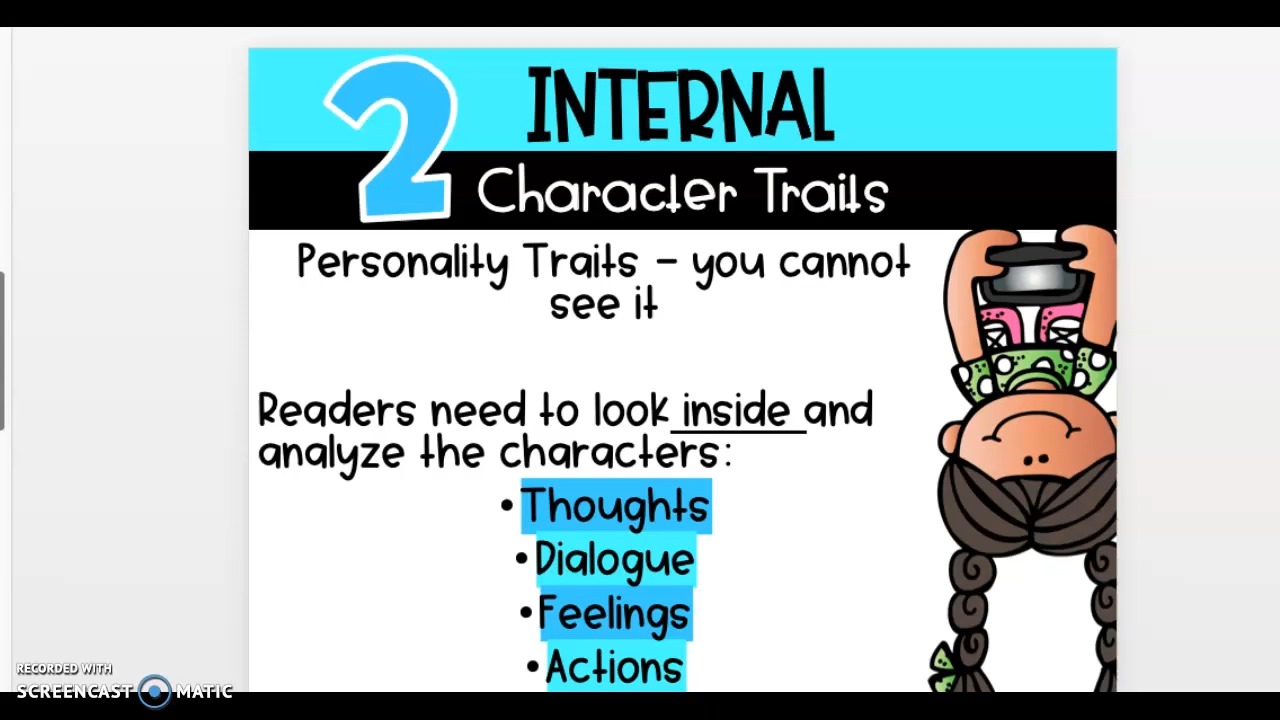 2
INTERNAL
Character Traits
Personality Traits - you cannot
see it
Readers need to look inside and
analyze the characters:
• Thoughts
• Dialogue
• Feelings
• Actions
RECORDED WITH
SCREENCAST MATIC